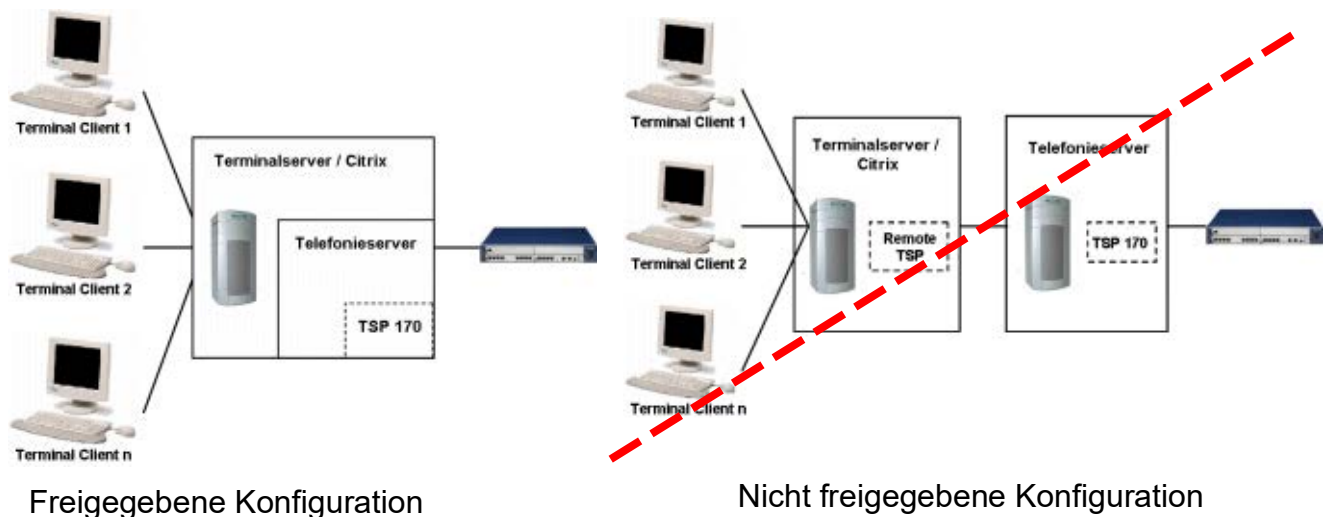 Terminal Client 1
Terminal Client 2
Terminal Client n
Terminalserver / Citrix
Telefonieserver
TSP 170
Freigegebene Konfiguration
Terminal Client 1
Terminal Client 2
Terminal Client n
Terminalserver /
Citrix
Remote
TSP
Telefonieserver
TSP 170
Nicht freigegebene Konfiguration